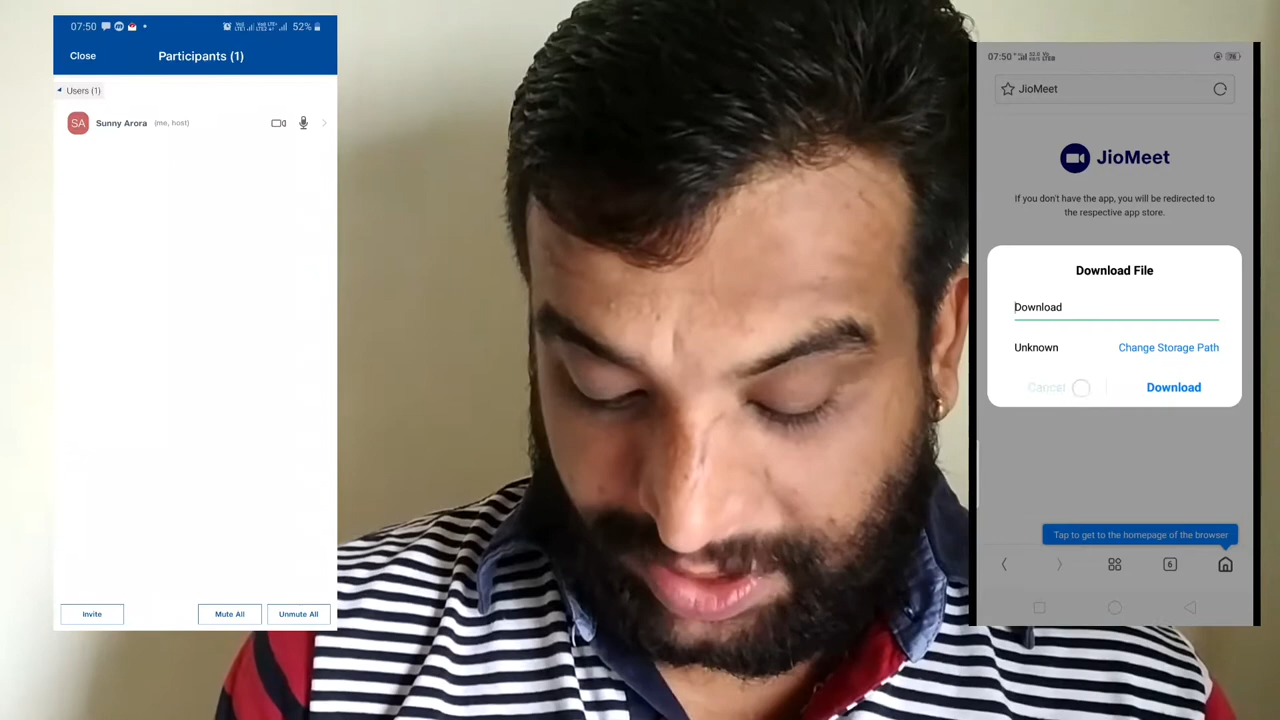 07:50
52%
Close
Participants (1)
Users (1)
SA
Sunny Arora (me, host)
Invite
Mute All
Unmute All
07:50
76
JioMeet
JioMeet
If you don't have the app, you will be redirected to
the respective app store.
Download File
Download
Unknown
Change Storage Path
Cancel
Download
Tap to get to the homepage of the browser
6